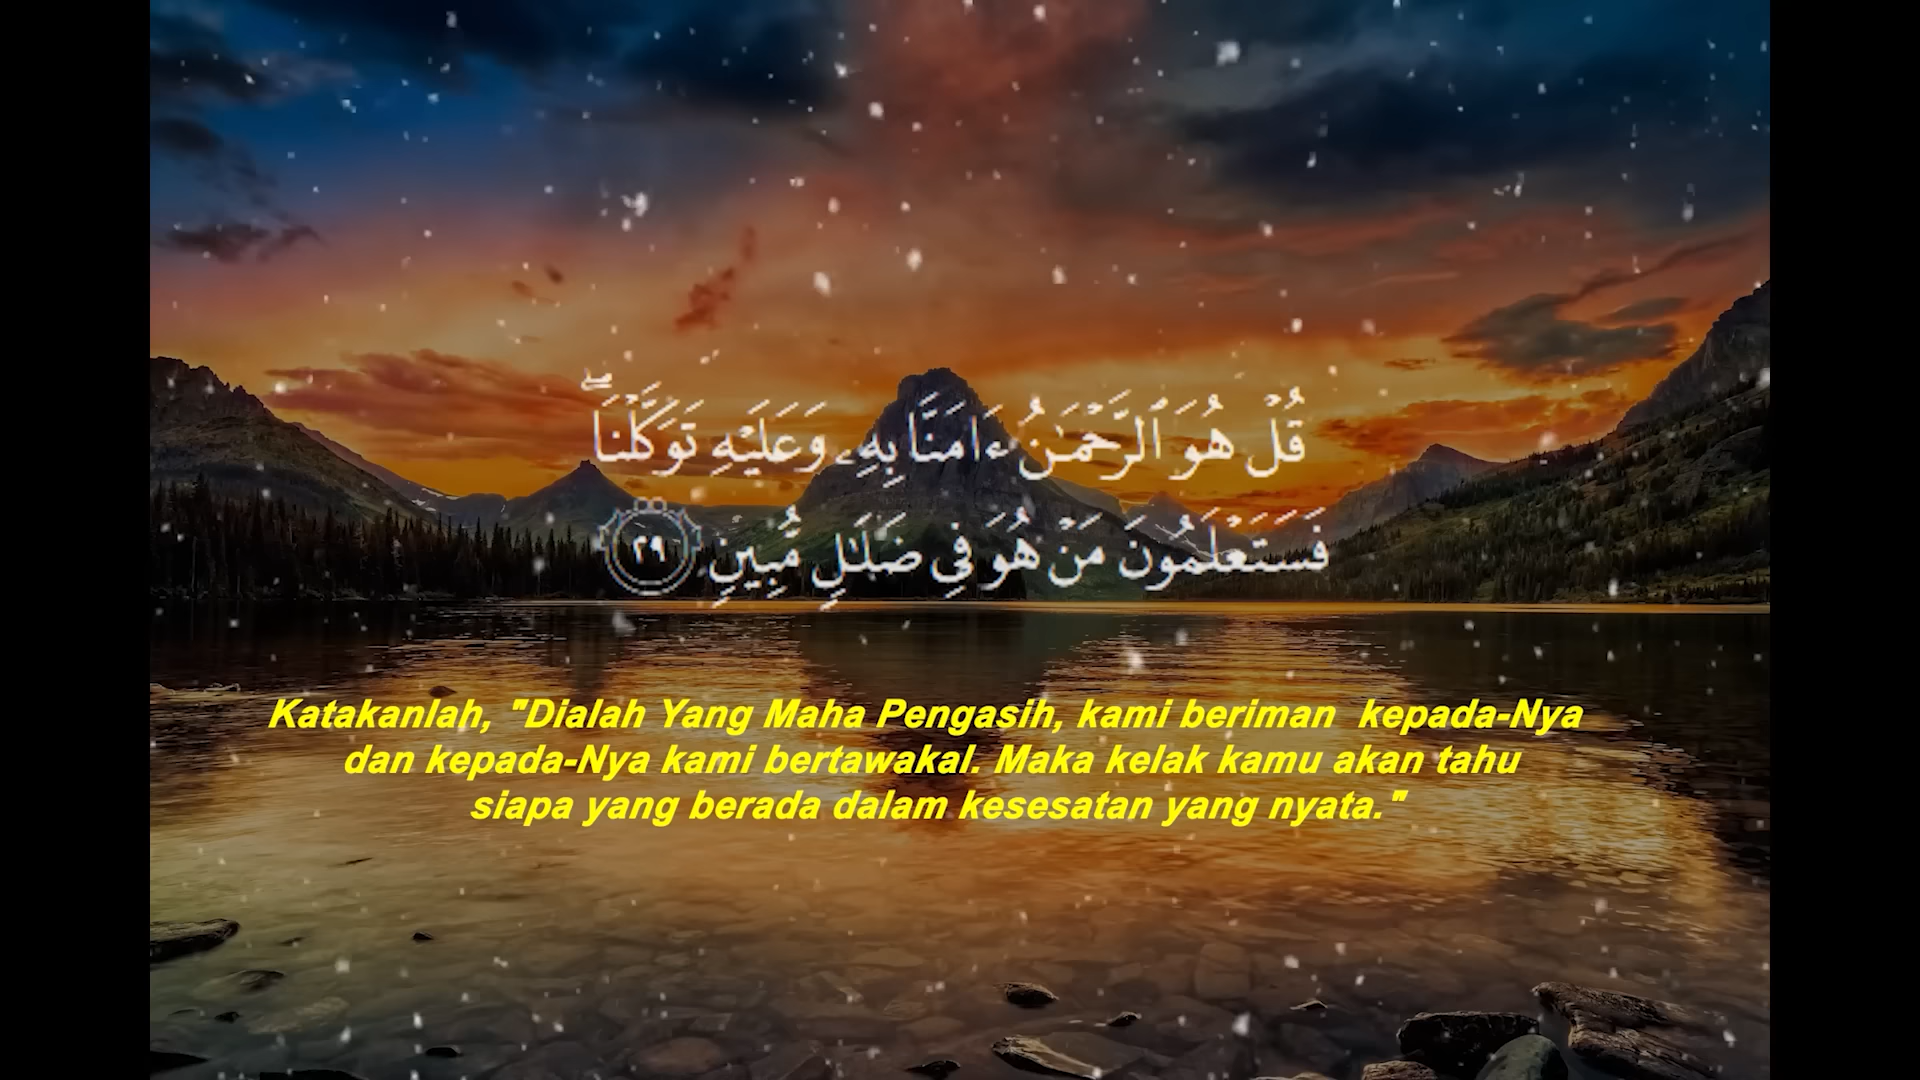 قُلْ هُوَ ٱلرَّحْمَـٰنُ ءَامَنَّا بِهِۦ وَعَلَيْهِ تَوَكَّلْنَا ۖ
فَسَتَعْلَمُونَ مَنْ هُوَ فِي ضَلَـٰلٍ مُّبِينٍ ٢٩
Katakanlah, "Dialah Yang Maha Pengasih, kami beriman kepada-Nya
dan kepada-Nya kami bertawakal. Maka kelak kamu akan tahu
siapa yang berada dalam kesesatan yang nyata."